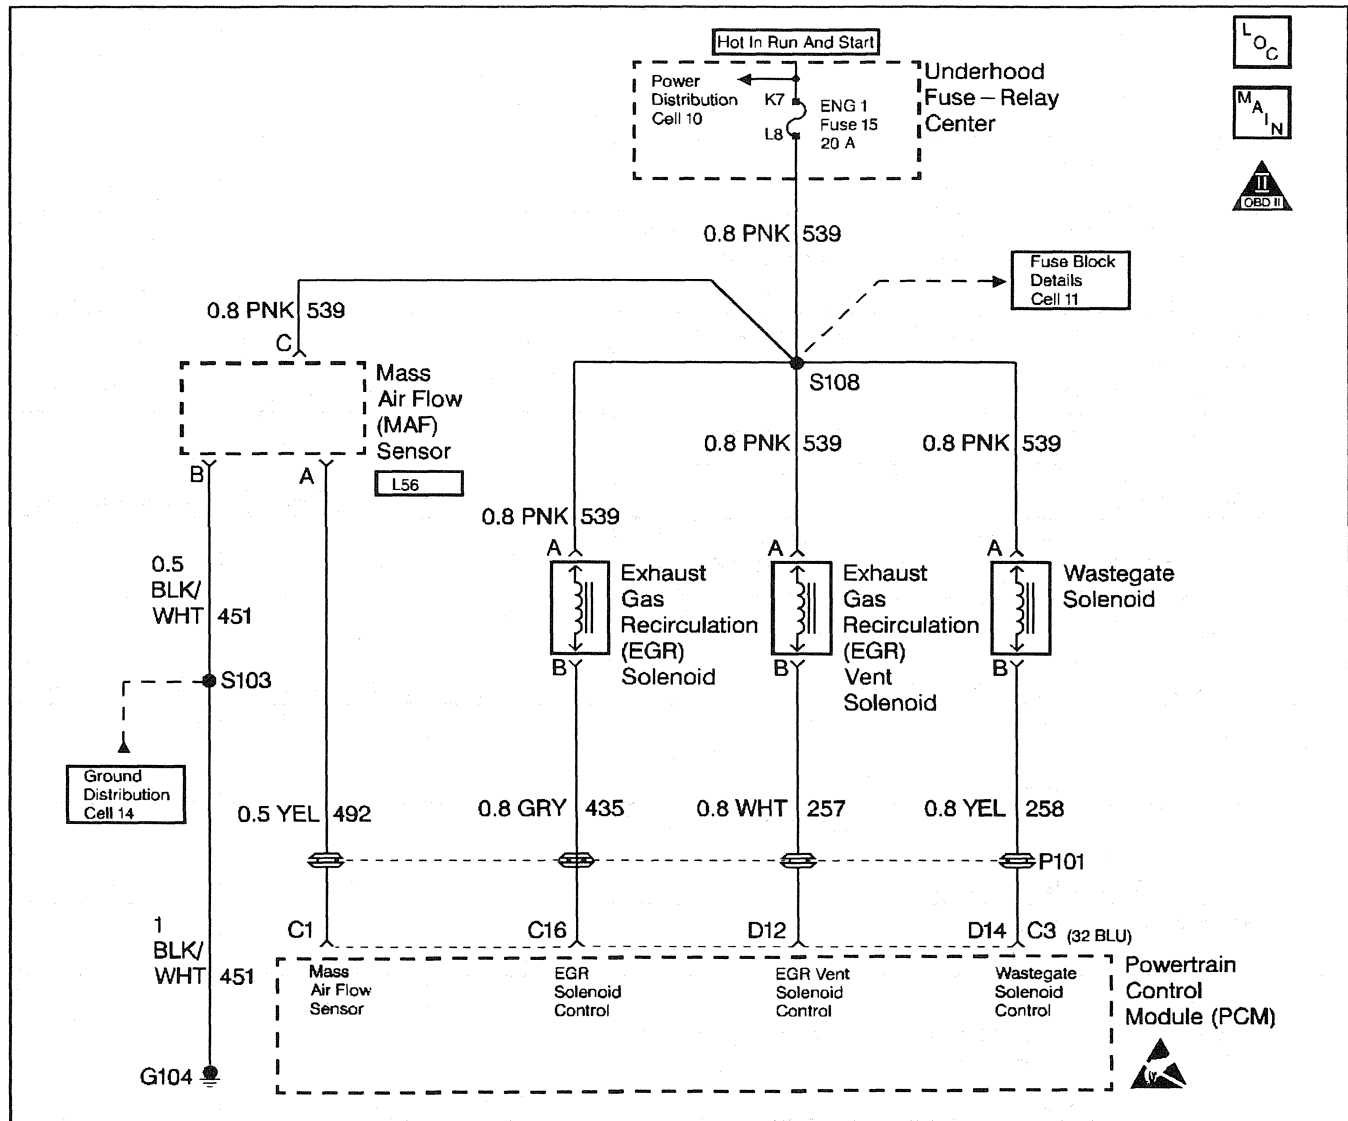 Hot In Run And Start
L
O
C
M
A
I
N
II
OBD II
Power
Distribution
Cell 10
K7
L8
ENG 1
Fuse 15
20 A
Underhood
Fuse – Relay
Center
0.8 PNK 539
Fuse Block
Details
Cell 11
0.8 PNK 539
C
S108
Mass
Air Flow
(MAF)
Sensor
L56
B
A
0.8 PNK 539
0.8 PNK 539
0.8 PNK 539
A
A
A
Exhaust
Gas
Recirculation
(EGR)
Solenoid
Exhaust
Gas
Recirculation
(EGR)
Vent
Solenoid
Wastegate
Solenoid
B
B
B
0.5
BLK/
WHT 451
S103
Ground
Distribution
Cell 14
0.5 YEL 492
0.8 GRY 435
0.8 WHT 257
0.8 YEL 258
P101
1
BLK/
WHT 451
C1
C16
D12
D14 C3 (32 BLU)
Mass
Air Flow
Sensor
EGR
Solenoid
Control
EGR Vent
Solenoid
Control
Wastegate
Solenoid
Control
Powertrain
Control
Module (PCM)
G104